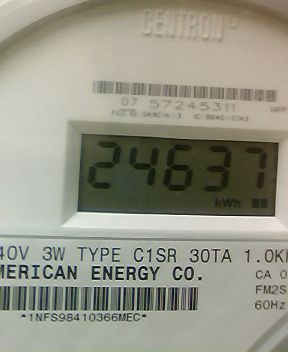 CENTRON®
07 57245311
24637
kWh
40V 3W TYPE C1SR 30TA 1.0K
MERICAN ENERGY CO.
CA 0
FM2S
60Hz
*1NFS98410366MEC*